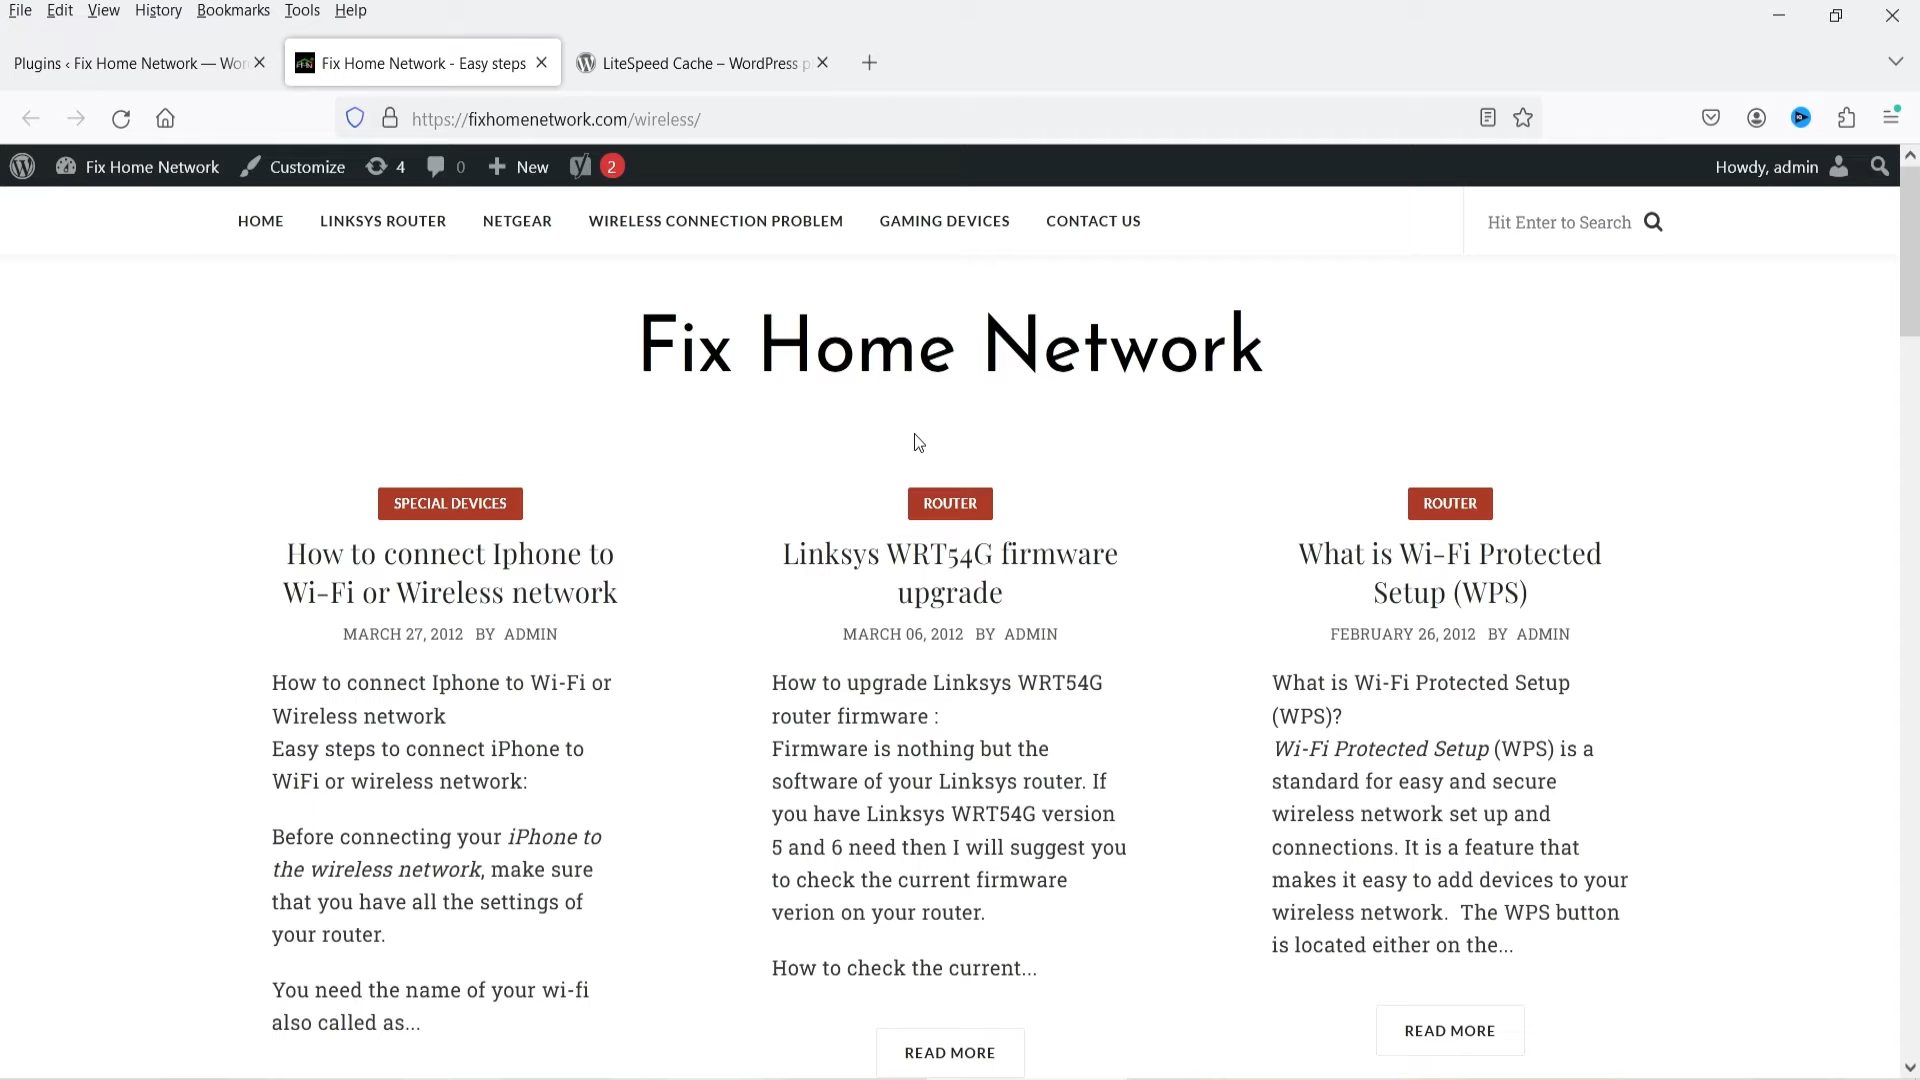 File Edit View History Bookmarks Tools Help
Plugins ‹ Fix Home Network — Wor
Fix Home Network - Easy steps
LiteSpeed Cache – WordPress p
https://fixhomenetwork.com/wireless/
Fix Home Network Customize 4 0 New 2 Howdy, admin
HOME LINKSYS ROUTER NETGEAR WIRELESS CONNECTION PROBLEM GAMING DEVICES CONTACT US Hit Enter to Search
Fix Home Network
SPECIAL DEVICES
How to connect Iphone to
Wi-Fi or Wireless network
MARCH 27, 2012 BY ADMIN
How to connect Iphone to Wi-Fi or
Wireless network
Easy steps to connect iPhone to
WiFi or wireless network:
Before connecting your iPhone to
the wireless network, make sure
that you have all the settings of
your router.
You need the name of your wi-fi
also called as...
ROUTER
Linksys WRT54G firmware
upgrade
MARCH 06, 2012 BY ADMIN
How to upgrade Linksys WRT54G
router firmware :
Firmware is nothing but the
software of your Linksys router. If
you have Linksys WRT54G version
5 and 6 need then I will suggest you
to check the current firmware
verion on your router.
How to check the current...
READ MORE
ROUTER
What is Wi-Fi Protected
Setup (WPS)
FEBRUARY 26, 2012 BY ADMIN
What is Wi-Fi Protected Setup
(WPS)?
Wi-Fi Protected Setup (WPS) is a
standard for easy and secure
wireless network set up and
connections. It is a feature that
makes it easy to add devices to your
wireless network. The WPS button
is located either on the...
READ MORE